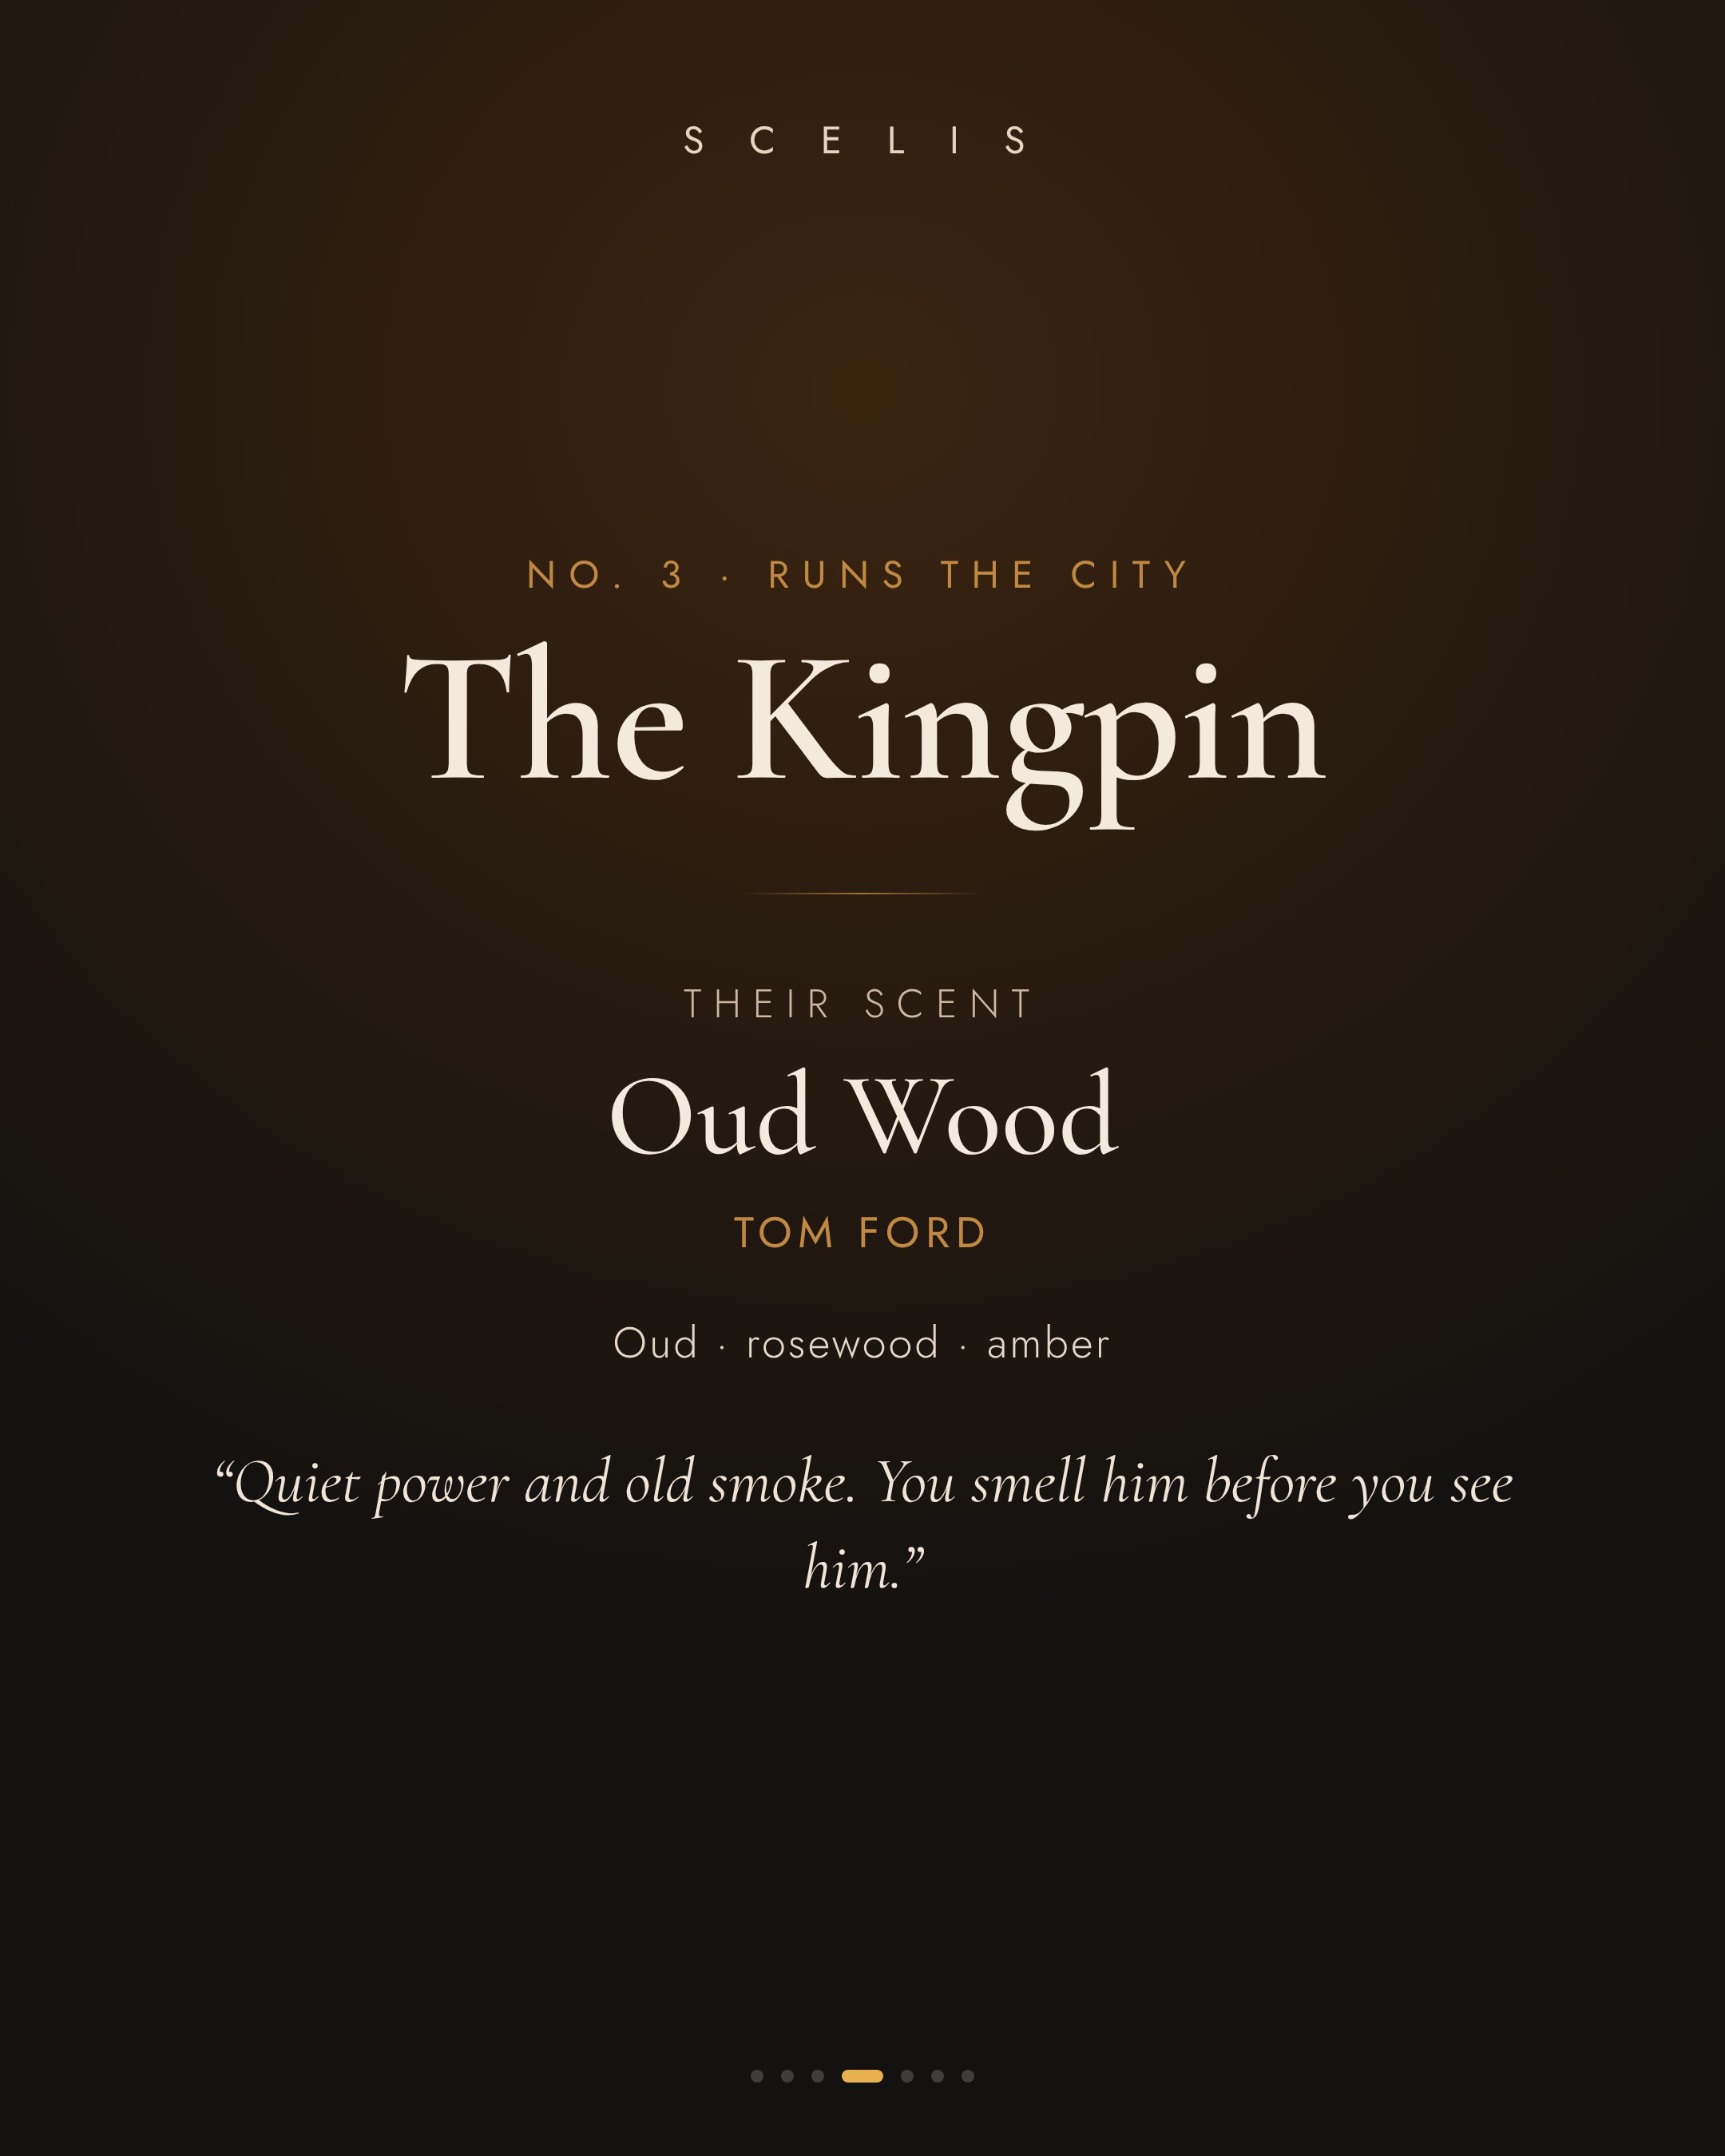 SCELIS
NO. 3 · RUNS THE CITY
The Kingpin
THEIR SCENT
Oud Wood
TOM FORD
Oud · rosewood · amber
“Quiet power and old smoke. You smell him before you see
him.”